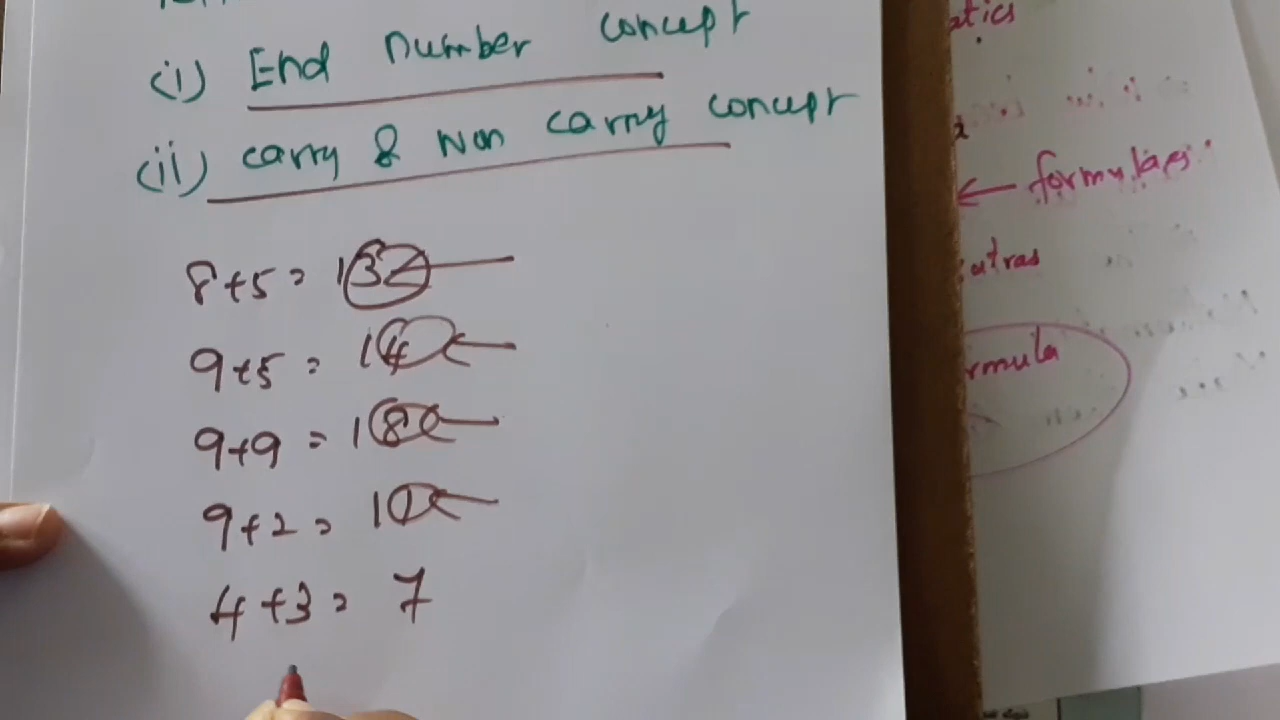 (i) End number concept
(ii) carry & Non carry concept
8+5= 13
9+5 = 14
9+9 = 18
9+2= 11
4+3= 7
← formulaes